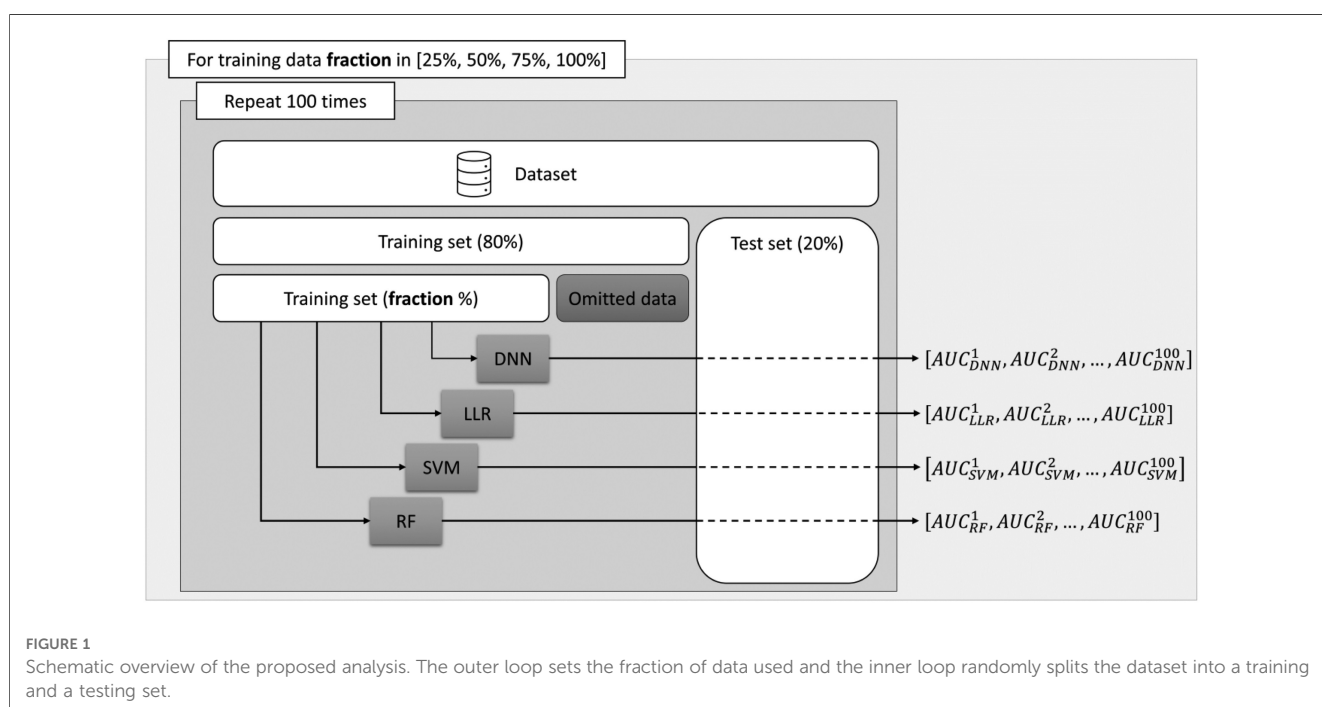 For training data fraction in [25%, 50%, 75%, 100%]
Repeat 100 times
Dataset
Training set (80%)
Test set (20%)
Training set (fraction %)
Omitted data
DNN
[AUC^1_DNN, AUC^2_DNN, ..., AUC^100_DNN]
LLR
[AUC^1_LLR, AUC^2_LLR, ..., AUC^100_LLR]
SVM
[AUC^1_SVM, AUC^2_SVM, ..., AUC^100_SVM]
RF
[AUC^1_RF, AUC^2_RF, ..., AUC^100_RF]
FIGURE 1
Schematic overview of the proposed analysis. The outer loop sets the fraction of data used and the inner loop randomly splits the dataset into a training
and a testing set.